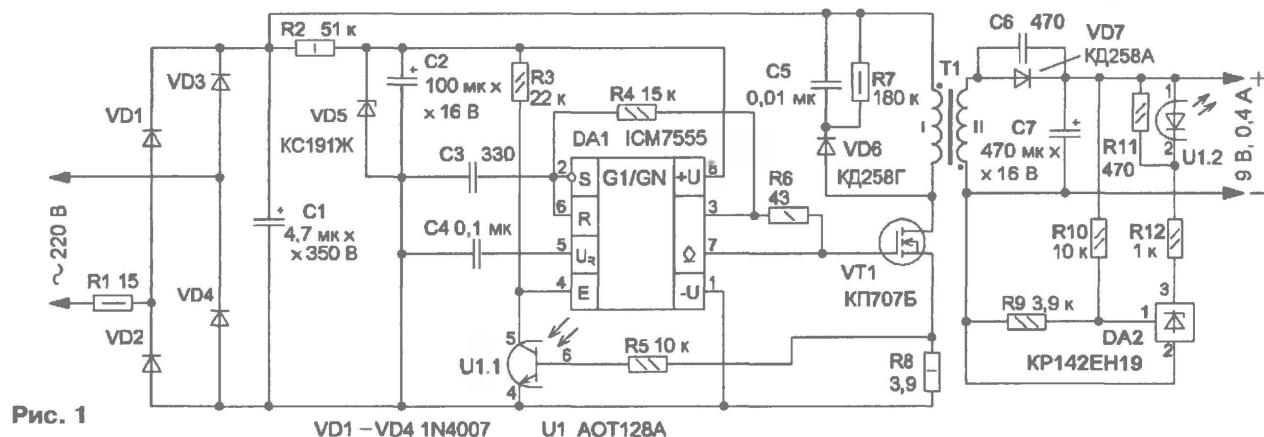 VD1
VD3
R2 51 к
VD5
КС191Ж
C2
100 мк х
х 16 В
R3
22 к
R4 15 к
DA1 ICM7555
C3 330
C4 0,1 мк
2
6
5
4
S
R
E
G1/GN
+U
-U
8
3
7
1
C5
0,01 мк
R7
180 к
VD6
КД258Г
R6
43
T1
I
II
C6 470
VD7
КД258А
C7
470 мк х
х 16 В
R11
470
1
2
U1.2
+
9 В, 0,4 А
−
R10
10 к
R12
1 к
~ 220 В
C1
4,7 мк х
х 350 В
R1 15
VD4
VD2
VT1
КП707Б
R9 3,9 к
3
1
2
DA2
КР142ЕН19
5
U1.1
6
4
R5 10 к
R8
3,9
Рис. 1
VD1 – VD4 1N4007
U1 АОТ128А